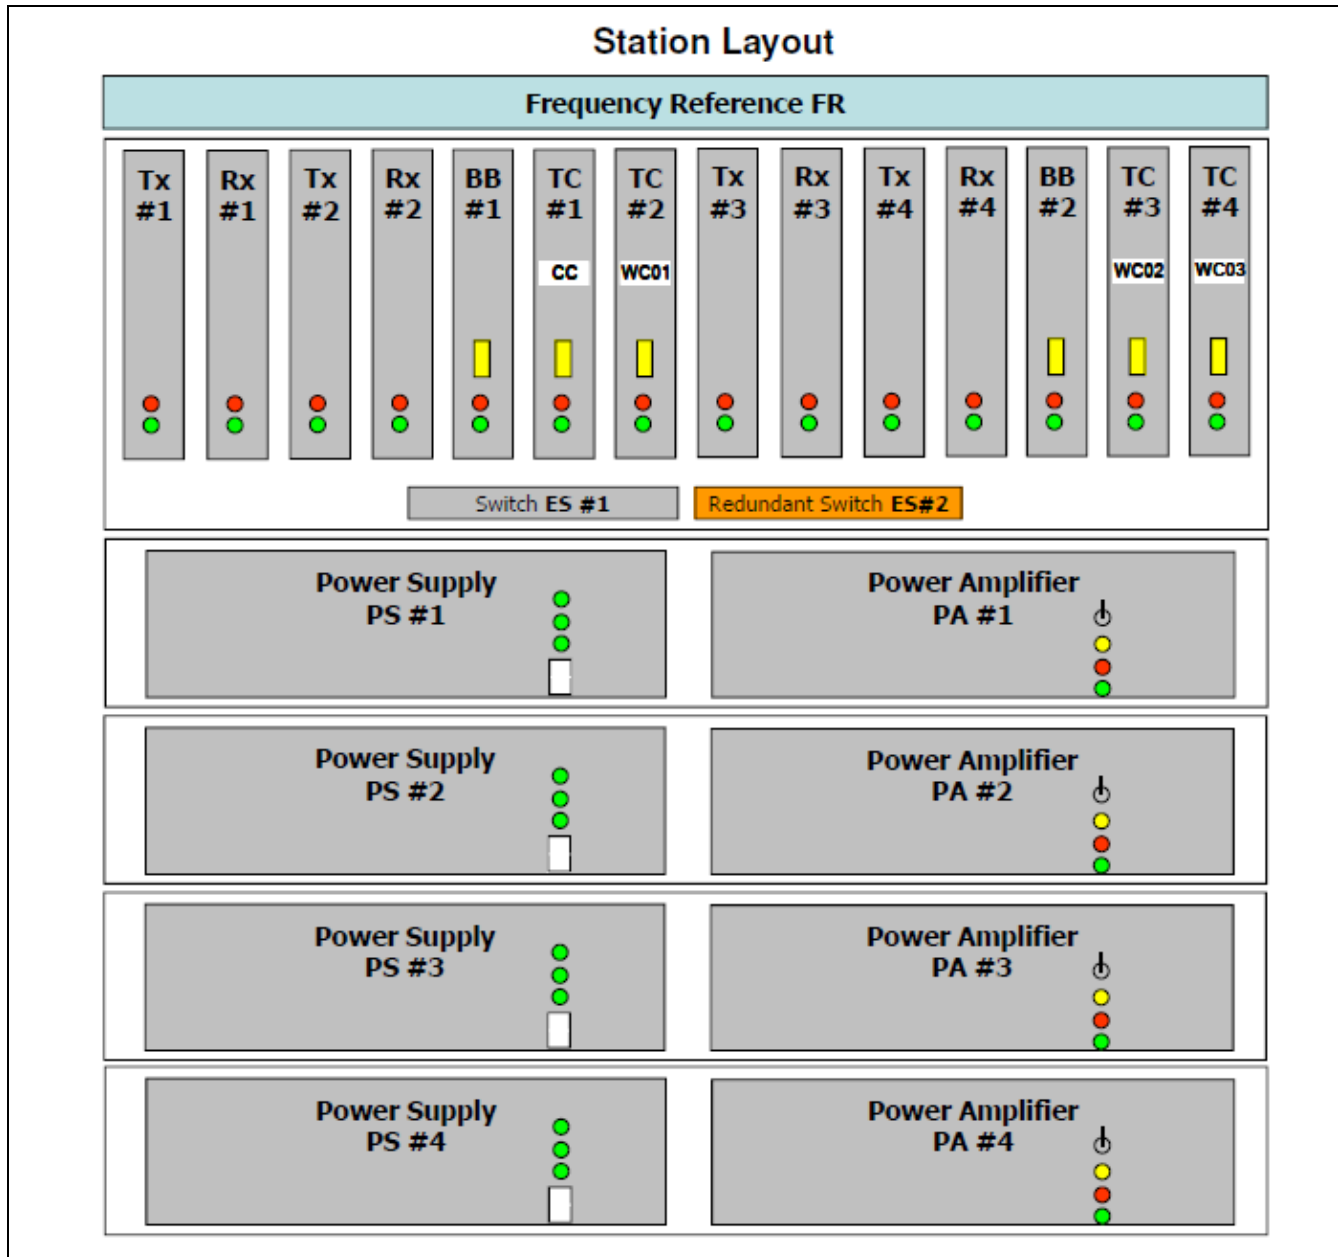 Station Layout
Frequency Reference FR
Tx Rx Tx Rx BB TC TC Tx Rx Tx Rx BB TC TC
#1 #1 #2 #2 #1 #1 #2 #3 #3 #4 #4 #2 #3 #4
CC WC01 WC02 WC03
Switch ES #1 Redundant Switch ES#2
Power Supply Power Amplifier
PS #1 PA #1
Power Supply Power Amplifier
PS #2 PA #2
Power Supply Power Amplifier
PS #3 PA #3
Power Supply Power Amplifier
PS #4 PA #4